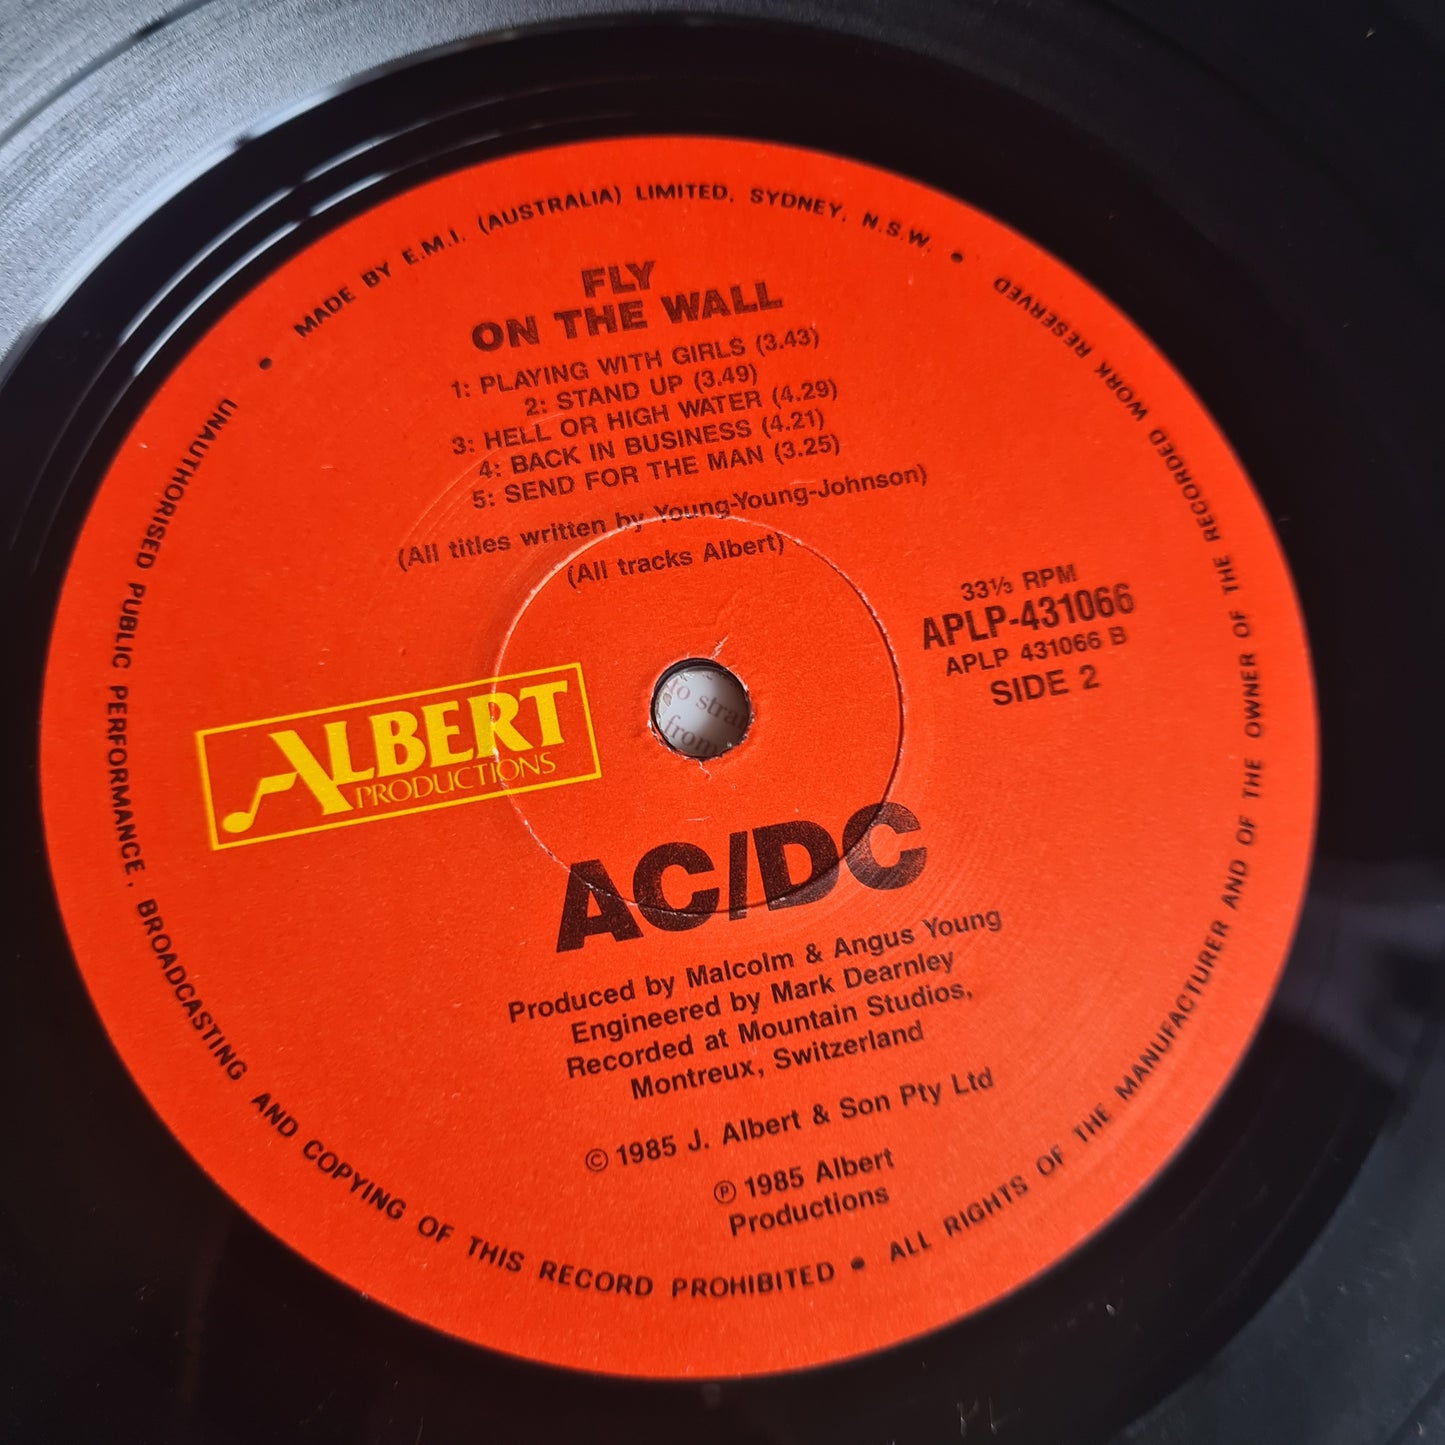 MADE BY E.M.I. (AUSTRALIA) LIMITED, SYDNEY, N.S.W. •
FLY
ON THE WALL
1: PLAYING WITH GIRLS (3.43)
2: STAND UP (3.49)
3: HELL OR HIGH WATER (4.29)
4: BACK IN BUSINESS (4.21)
5: SEND FOR THE MAN (3.25)
(All titles written by Young-Young-Johnson)
(All tracks Albert)
33⅓ RPM
APLP-431066
APLP 431066 B
SIDE 2
to stran
from
ALBERT
PRODUCTIONS
AC/DC
Produced by Malcolm & Angus Young
Engineered by Mark Dearnley
Recorded at Mountain Studios,
Montreux, Switzerland
© 1985 J. Albert & Son Pty Ltd
℗ 1985 Albert
Productions
UNAUTHORISED PUBLIC PERFORMANCE, BROADCASTING AND COPYING OF THIS RECORD PROHIBITED • ALL RIGHTS OF THE MANUFACTURER AND OF THE OWNER OF THE RECORDED WORK RESERVED